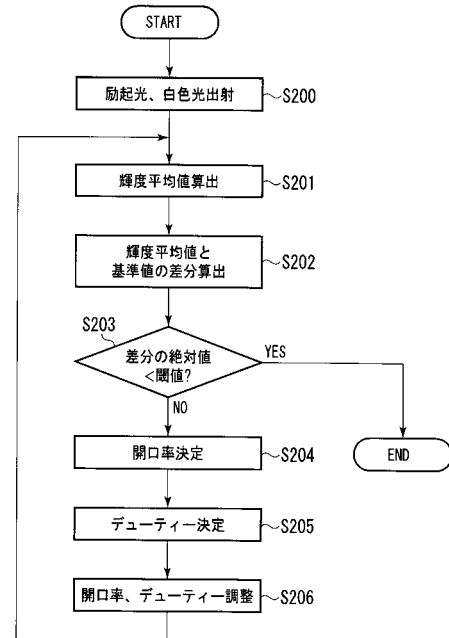 START
励起光、白色光出射
S200
輝度平均値算出
S201
輝度平均値と
基準値の差分算出
S202
S203
差分の絶対値
<閾値?
YES
NO
END
開口率決定
S204
デューティー決定
S205
開口率、デューティー調整
S206